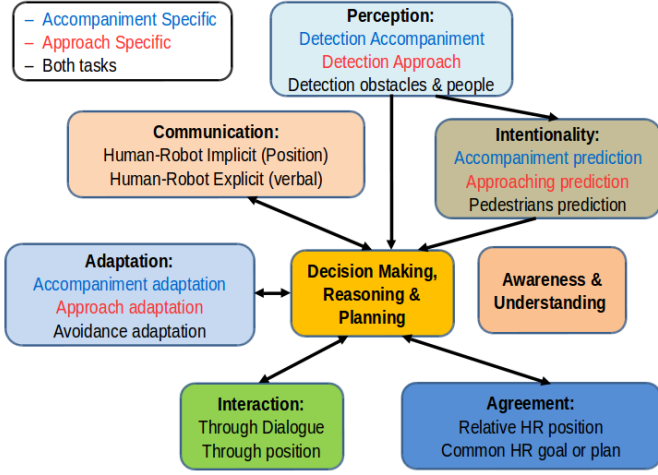 – Accompaniment Specific
– Approach Specific
– Both tasks
Perception:
Detection Accompaniment
Detection Approach
Detection obstacles & people
Communication:
Human-Robot Implicit (Position)
Human-Robot Explicit (verbal)
Intentionality:
Accompaniment prediction
Approaching prediction
Pedestrians prediction
Adaptation:
Accompaniment adaptation
Approach adaptation
Avoidance adaptation
Decision Making,
Reasoning &
Planning
Awareness &
Understanding
Interaction:
Through Dialogue
Through position
Agreement:
Relative HR position
Common HR goal or plan